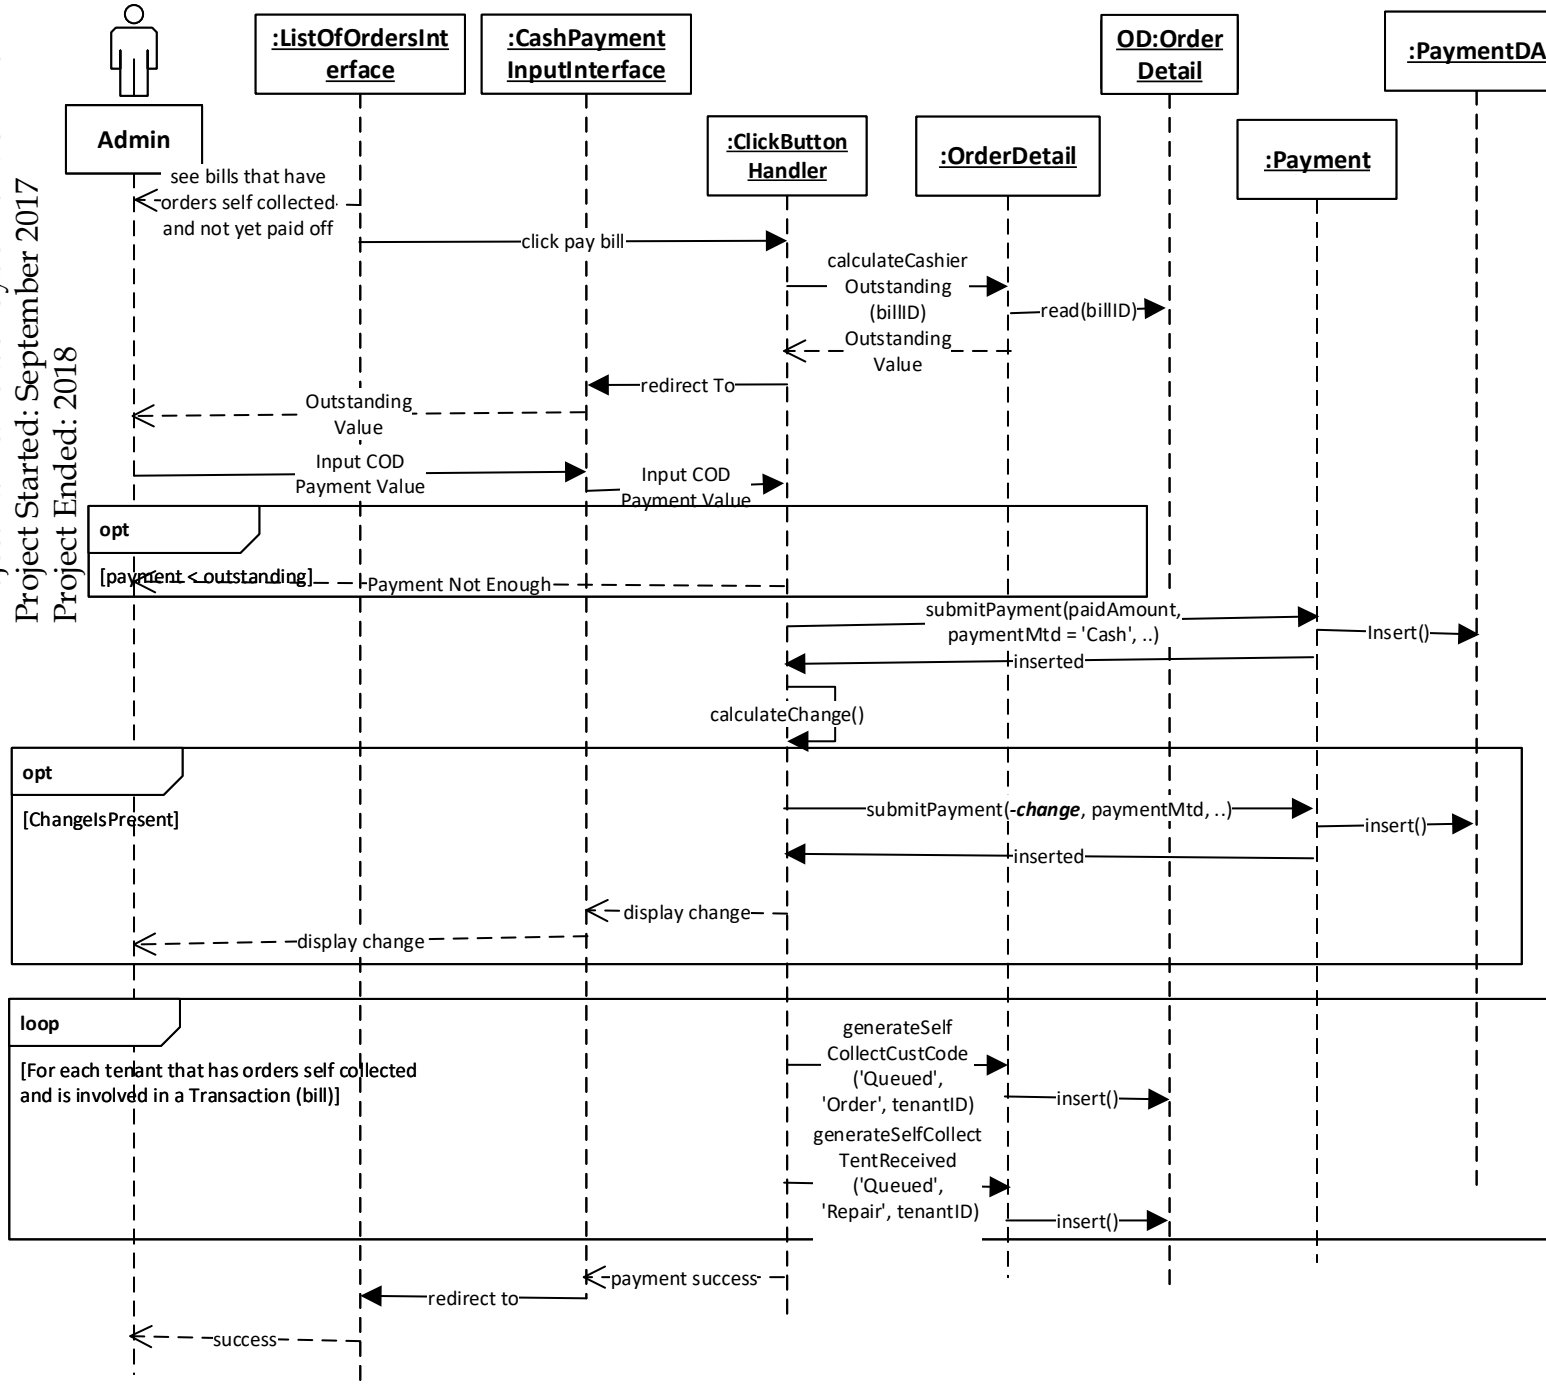 :ListOfOrdersInt
erface
:CashPayment
InputInterface
OD:Order
Detail
:PaymentDA
Admin
:ClickButton
Handler
:OrderDetail
:Payment
Project Started: September 2017
Project Ended: 2018
see bills that have
orders self collected
and not yet paid off
click pay bill
calculateCashier
Outstanding
(billID)
read(billID)
Outstanding
Value
redirect To
Outstanding
Value
Input COD
Payment Value
Input COD
Payment Value
opt
[payment < outstanding]
Payment Not Enough
submitPayment(paidAmount,
paymentMtd = 'Cash', ..)
Insert()
inserted
calculateChange()
opt
[ChangeIsPresent]
submitPayment(-change, paymentMtd, ..)
insert()
inserted
display change
display change
loop
[For each tenant that has orders self collected
and is involved in a Transaction (bill)]
generateSelf
CollectCustCode
('Queued',
'Order', tenantID)
insert()
generateSelfCollect
TentReceived
('Queued',
'Repair', tenantID)
insert()
payment success
redirect to
success